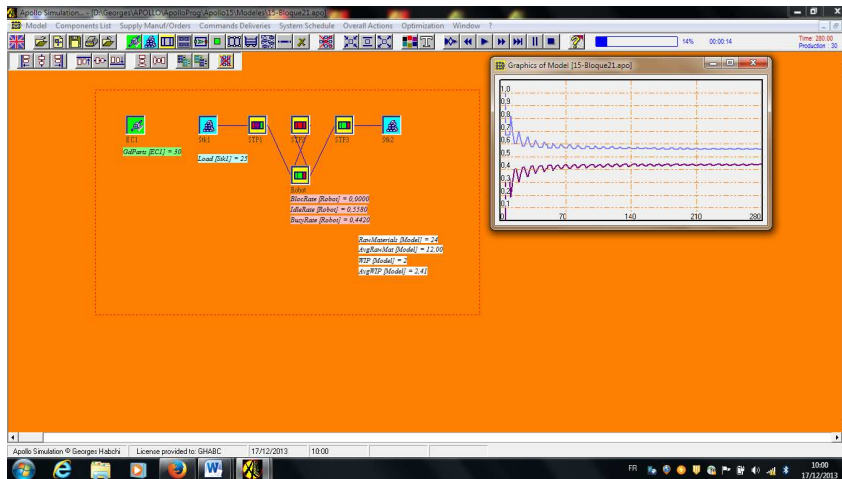 Apollo Simulation... - [D:\Georges\APOLLO\ApolloProg\Apollo15\Modeles\15-Bloque21.apo]
Model Components List Supply Manuf/Orders Commands Deliveries System Schedule Overall Actions Optimization Window ?
14% 00:00:14
Time: 280.00
Production : 30
Graphics of Model [15-Bloque21.apo]
1,0
0,9
0,8
0,7
0,6
0,5
0,4
0,3
0,2
0,1
0 70 140 210 280
EC1 Stk1 STP1 STP2 STP3 Stk2
GdParts [EC1] = 30
Load [Stk1] = 25
Robot
BlocRate [Robot] = 0,0000
IdleRate [Robot] = 0,5580
BusyRate [Robot] = 0,4420
RawMaterials [Model] = 24
AvgRawMat [Model] = 12,00
WIP [Model] = 2
AvgWIP [Model] = 2,41
Apollo Simulation © Georges Habchi License provided to: GHABC 17/12/2013 10:00
FR 10:00
17/12/2013